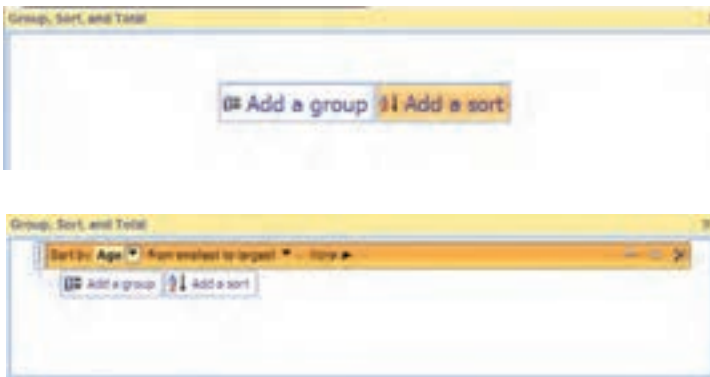 Group, Sort, and Total
Add a group Add a sort
Group, Sort, and Total
Sort by Age from smallest to largest More
Add a group Add a sort